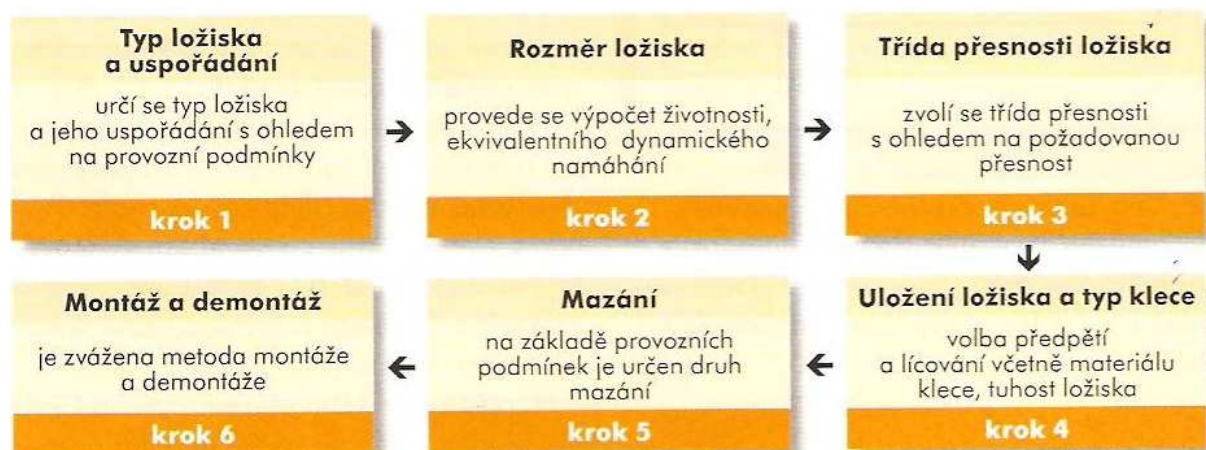 Typ ložiska
a uspořádání
určí se typ ložiska
a jeho uspořádání s ohledem
na provozní podmínky
krok 1
Rozměr ložiska
provede se výpočet životnosti,
ekvivalentního dynamického
namáhání
krok 2
Třída přesnosti ložiska
zvolí se třída přesnosti
s ohledem na požadovanou
přesnost
krok 3
Uložení ložiska a typ klece
volba předpětí
a lícování včetně materiálu
klece, tuhost ložiska
krok 4
Mazání
na základě provozních
podmínek je určen druh
mazání
krok 5
Montáž a demontáž
je zvážena metoda montáže
a demontáže
krok 6